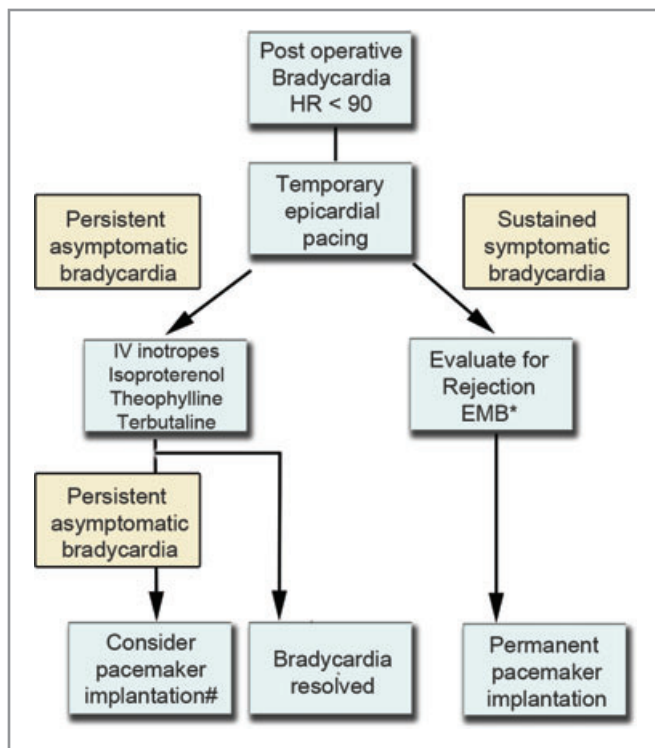 Post operative
Bradycardia
HR < 90
Temporary
epicardial
pacing
Persistent
asymptomatic
bradycardia
Sustained
symptomatic
bradycardia
IV inotropes
Isoproterenol
Theophylline
Terbutaline
Evaluate for
Rejection
EMB*
Persistent
asymptomatic
bradycardia
Consider
pacemaker
implantation#
Bradycardia
resolved
Permanent
pacemaker
implantation